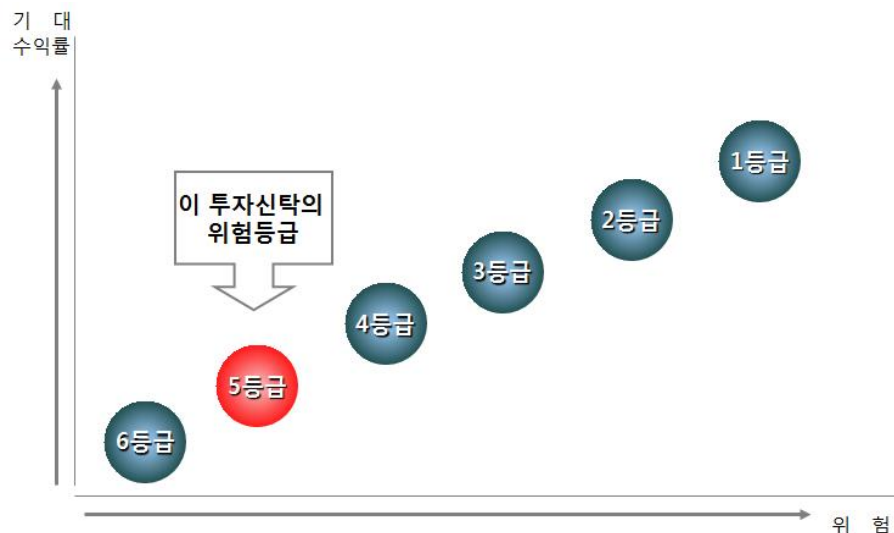 기 대
수익률
1등급
이 투자신탁의
위험등급
2등급
3등급
4등급
5등급
6등급
위 험